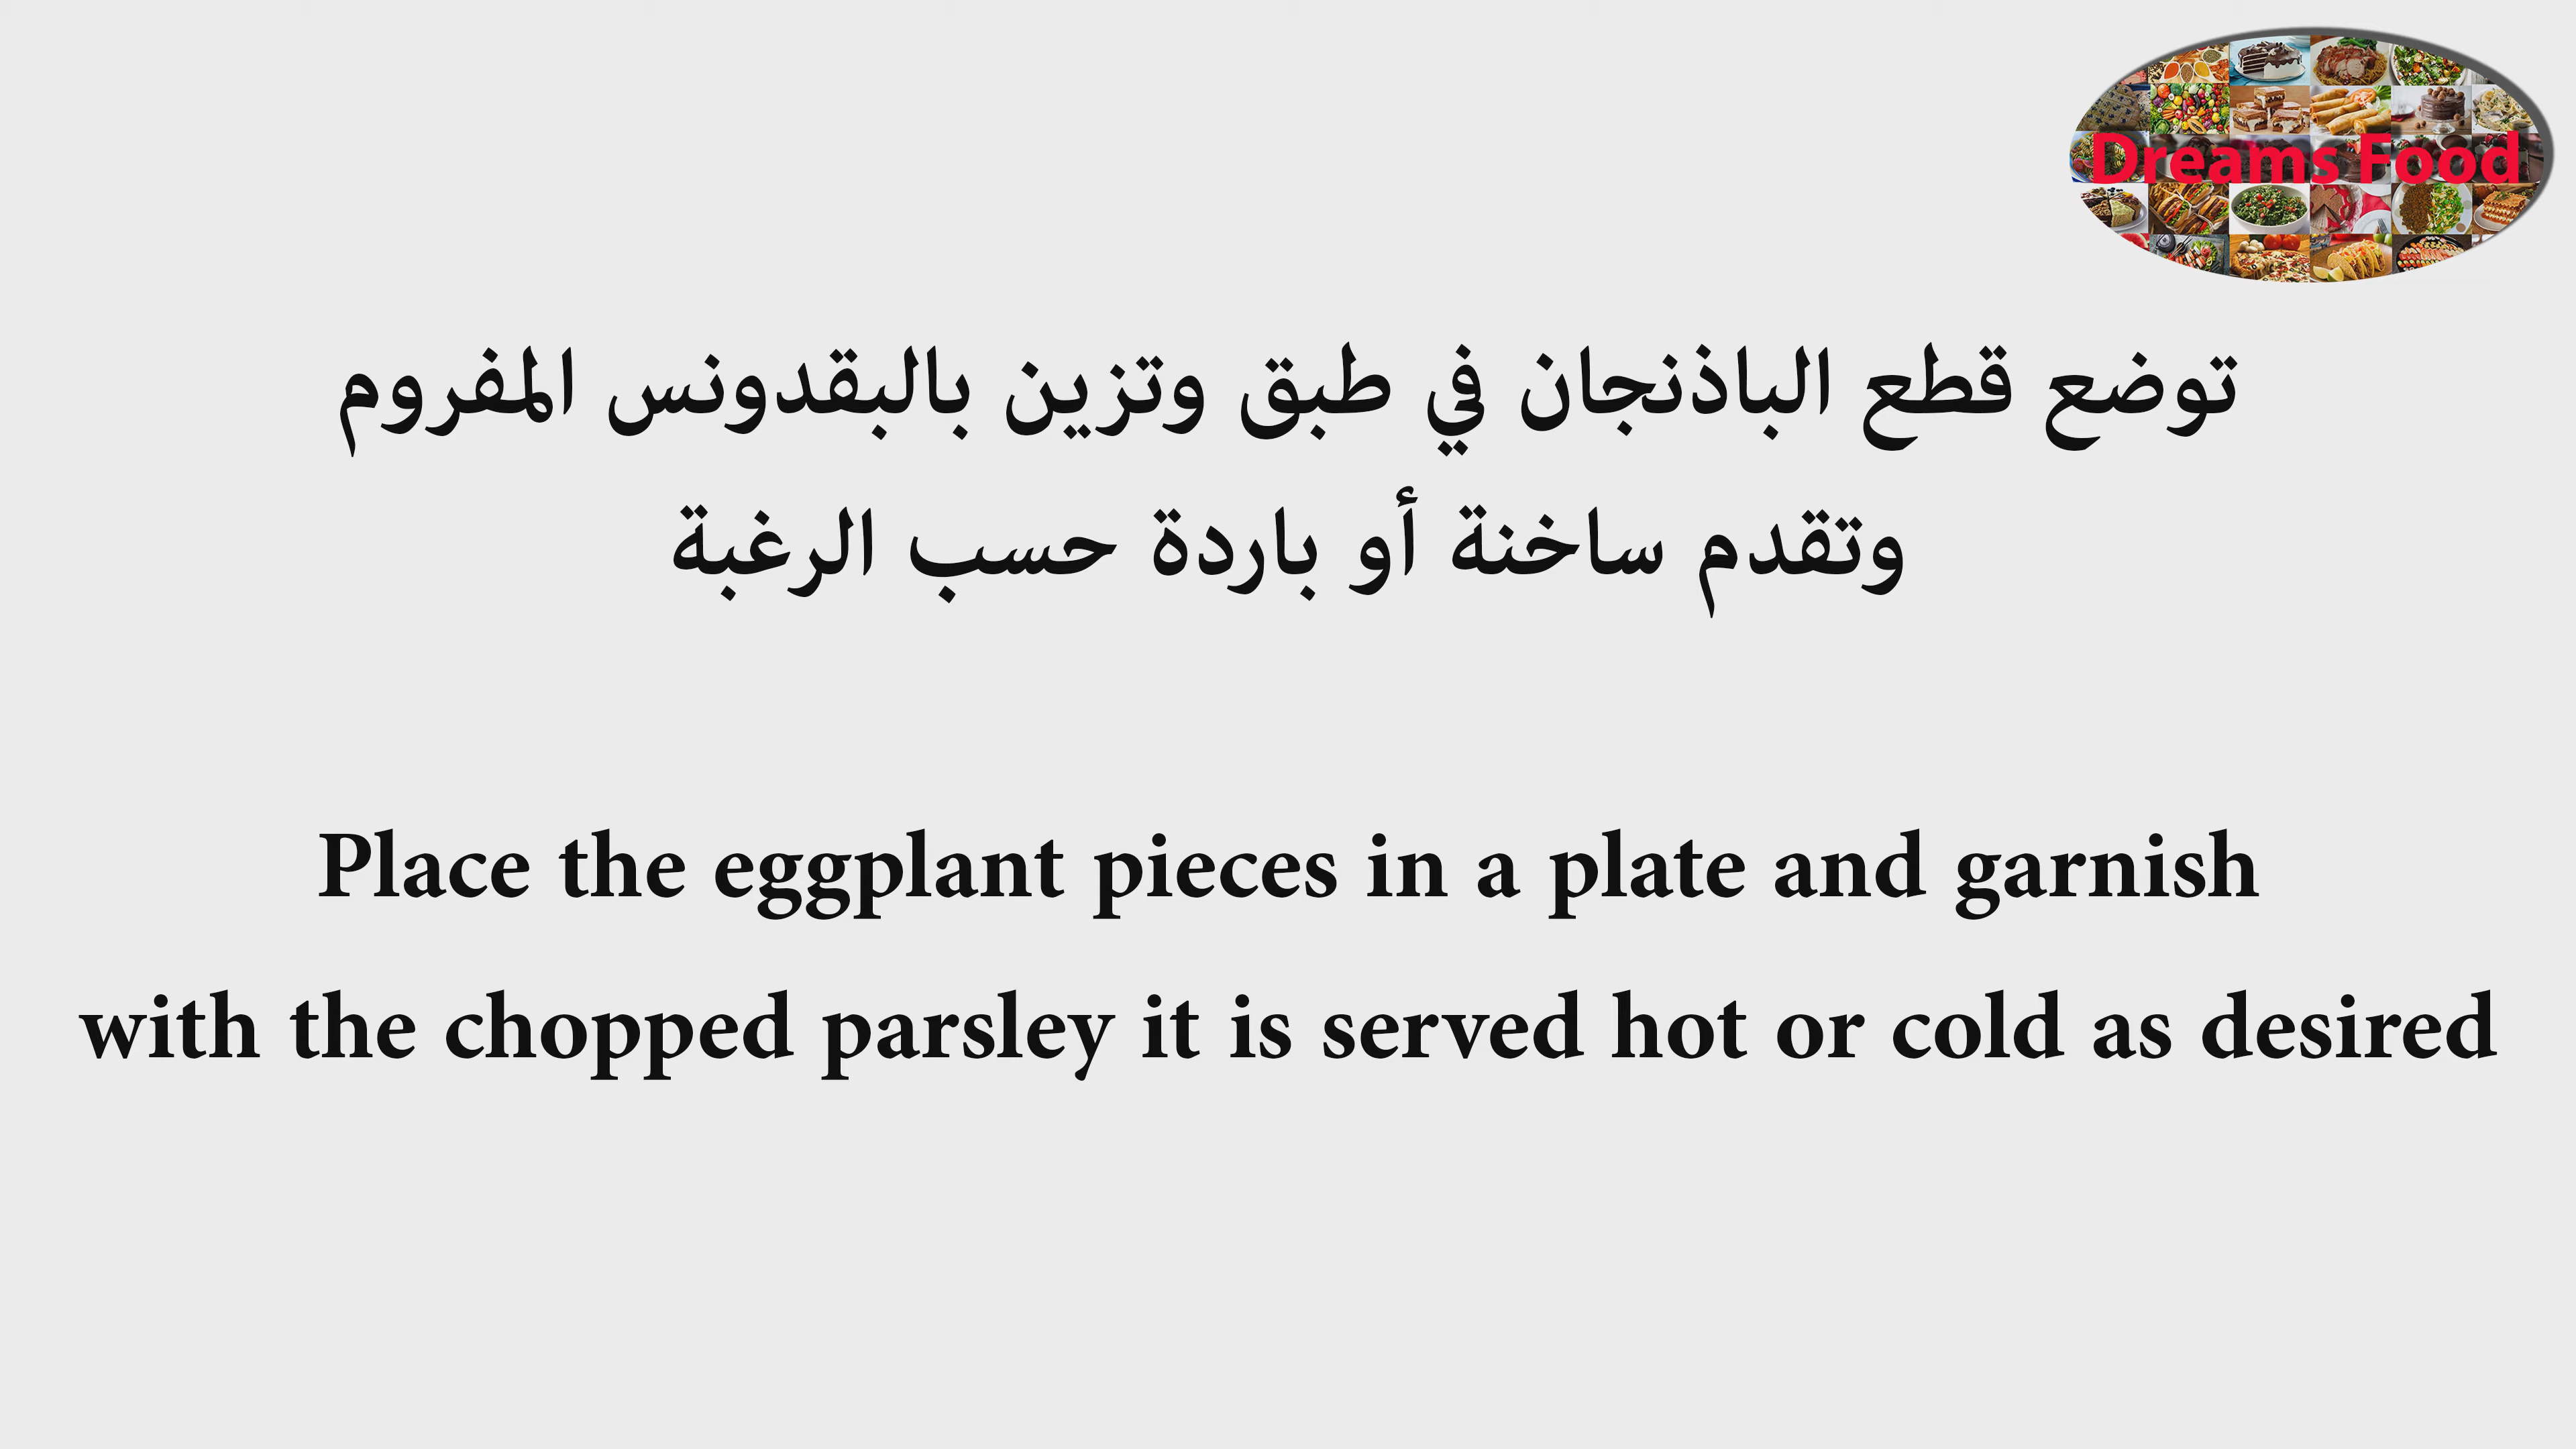 Dreams Food
توضع قطع الباذنجان في طبق وتزين بالبقدونس المفروم
وتقدم ساخنة أو باردة حسب الرغبة
Place the eggplant pieces in a plate and garnish
with the chopped parsley it is served hot or cold as desired